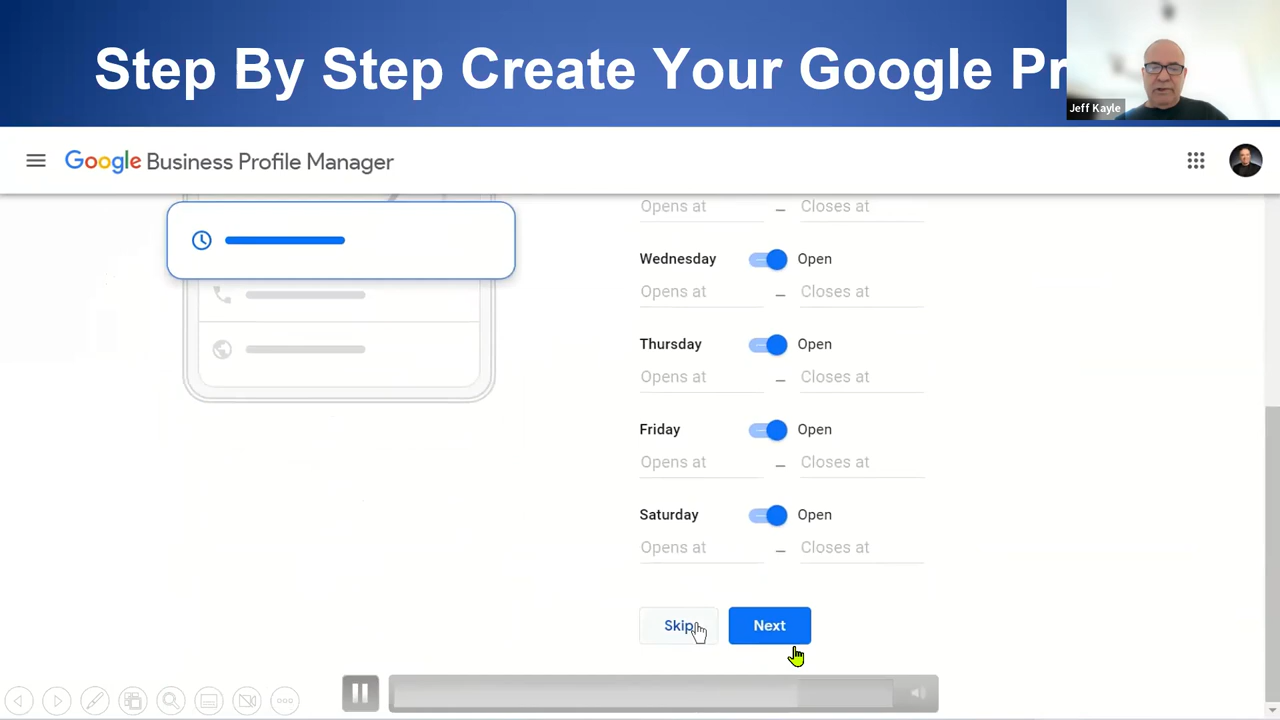 Step By Step Create Your Google Pr
Jeff Kayle
Google Business Profile Manager
Opens at – Closes at
Wednesday Open
Opens at – Closes at
Thursday Open
Opens at – Closes at
Friday Open
Opens at – Closes at
Saturday Open
Opens at – Closes at
Skip Next